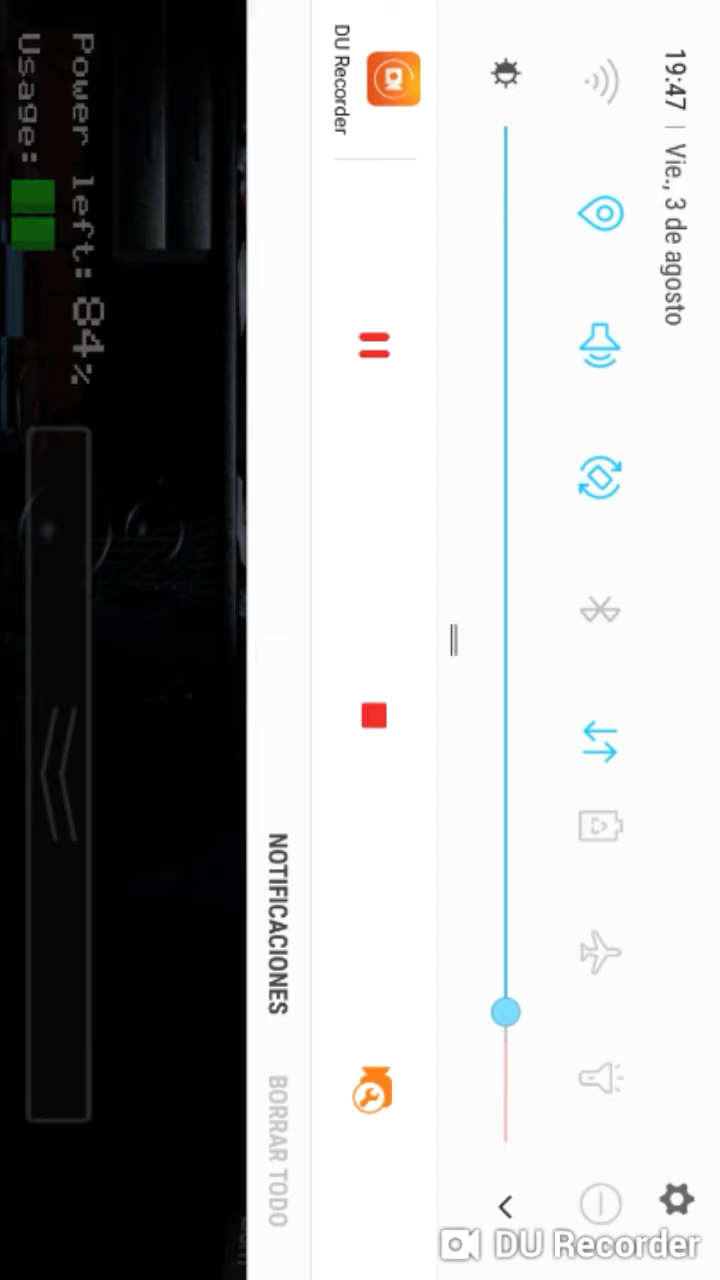 19:47 | Vie., 3 de agosto
DU Recorder
NOTIFICACIONES
BORRAR TODO
Power left: 84%
Usage:
DU Recorder